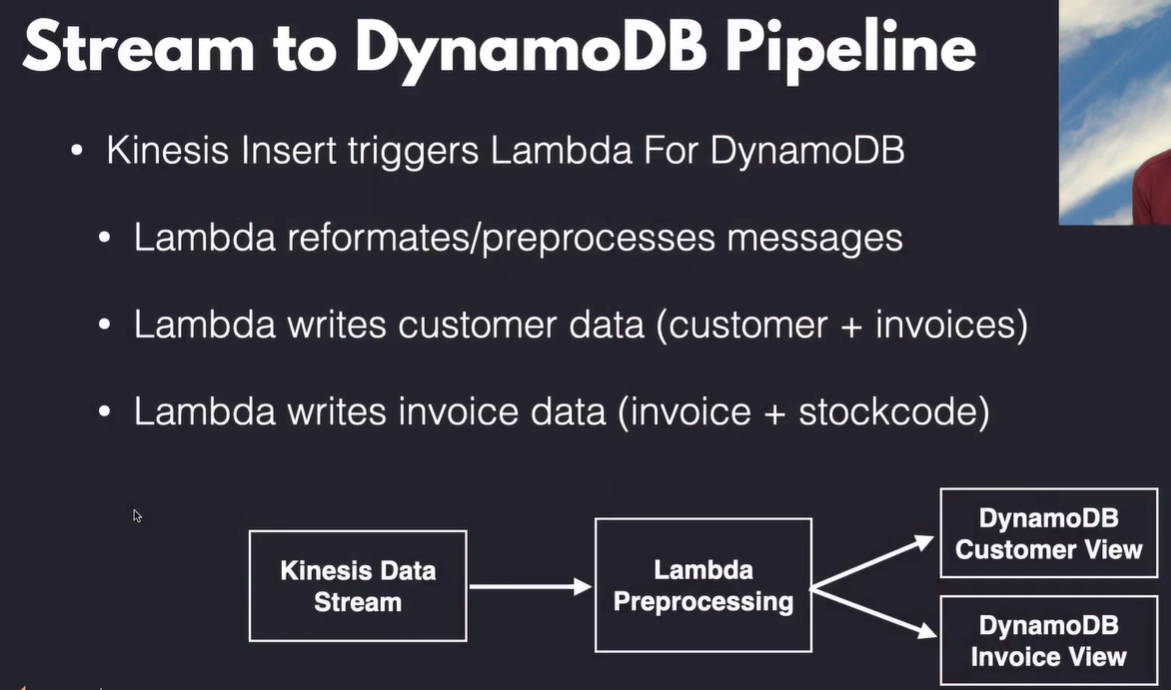 Stream to DynamoDB Pipeline
• Kinesis Insert triggers Lambda For DynamoDB
• Lambda reformates/preprocesses messages
• Lambda writes customer data (customer + invoices)
• Lambda writes invoice data (invoice + stockcode)
Kinesis Data
Stream
Lambda
Preprocessing
DynamoDB
Customer View
DynamoDB
Invoice View